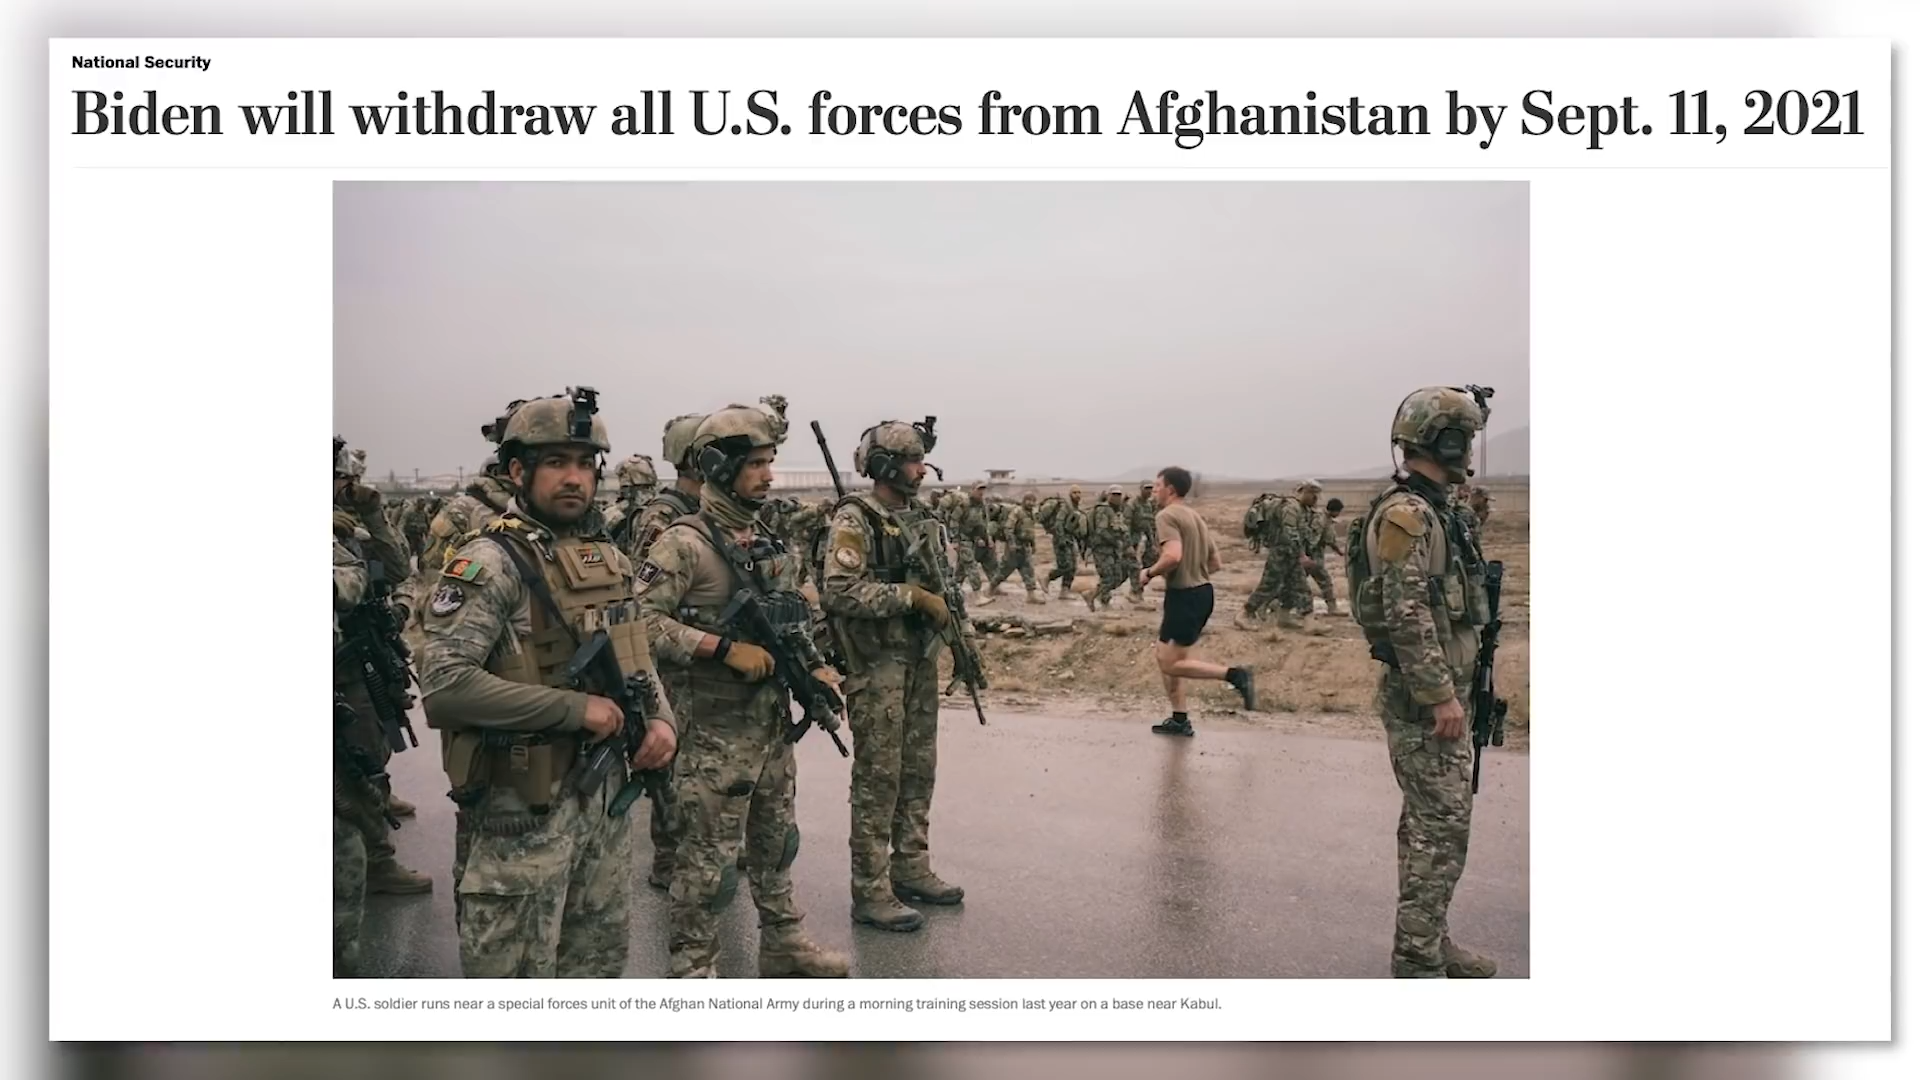 National Security
Biden will withdraw all U.S. forces from Afghanistan by Sept. 11, 2021
A U.S. soldier runs near a special forces unit of the Afghan National Army during a morning training session last year on a base near Kabul.